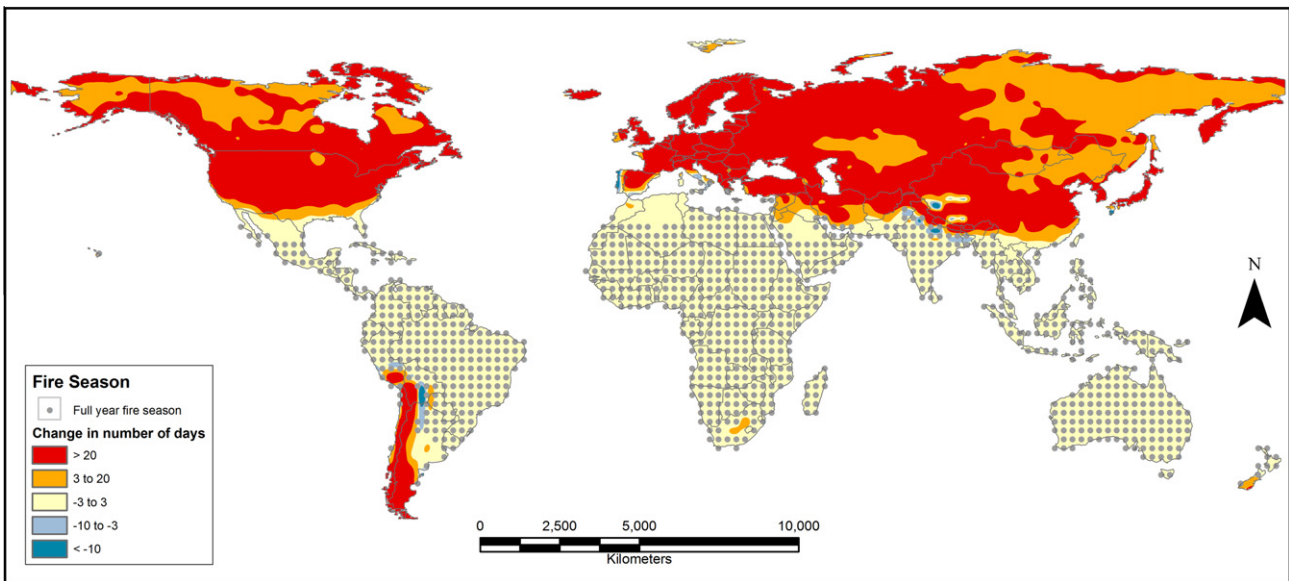 N
Fire Season
Full year fire season
Change in number of days
> 20
3 to 20
-3 to 3
-10 to -3
< -10
0 2,500 5,000 10,000
Kilometers